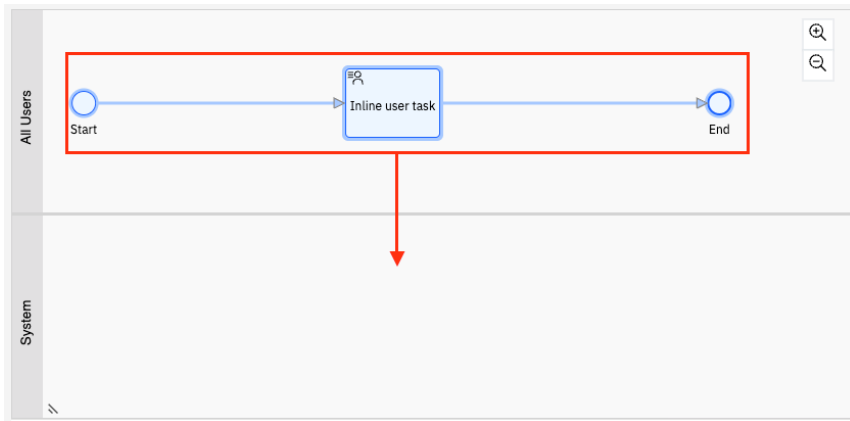 All Users
Start
Inline user task
End
System